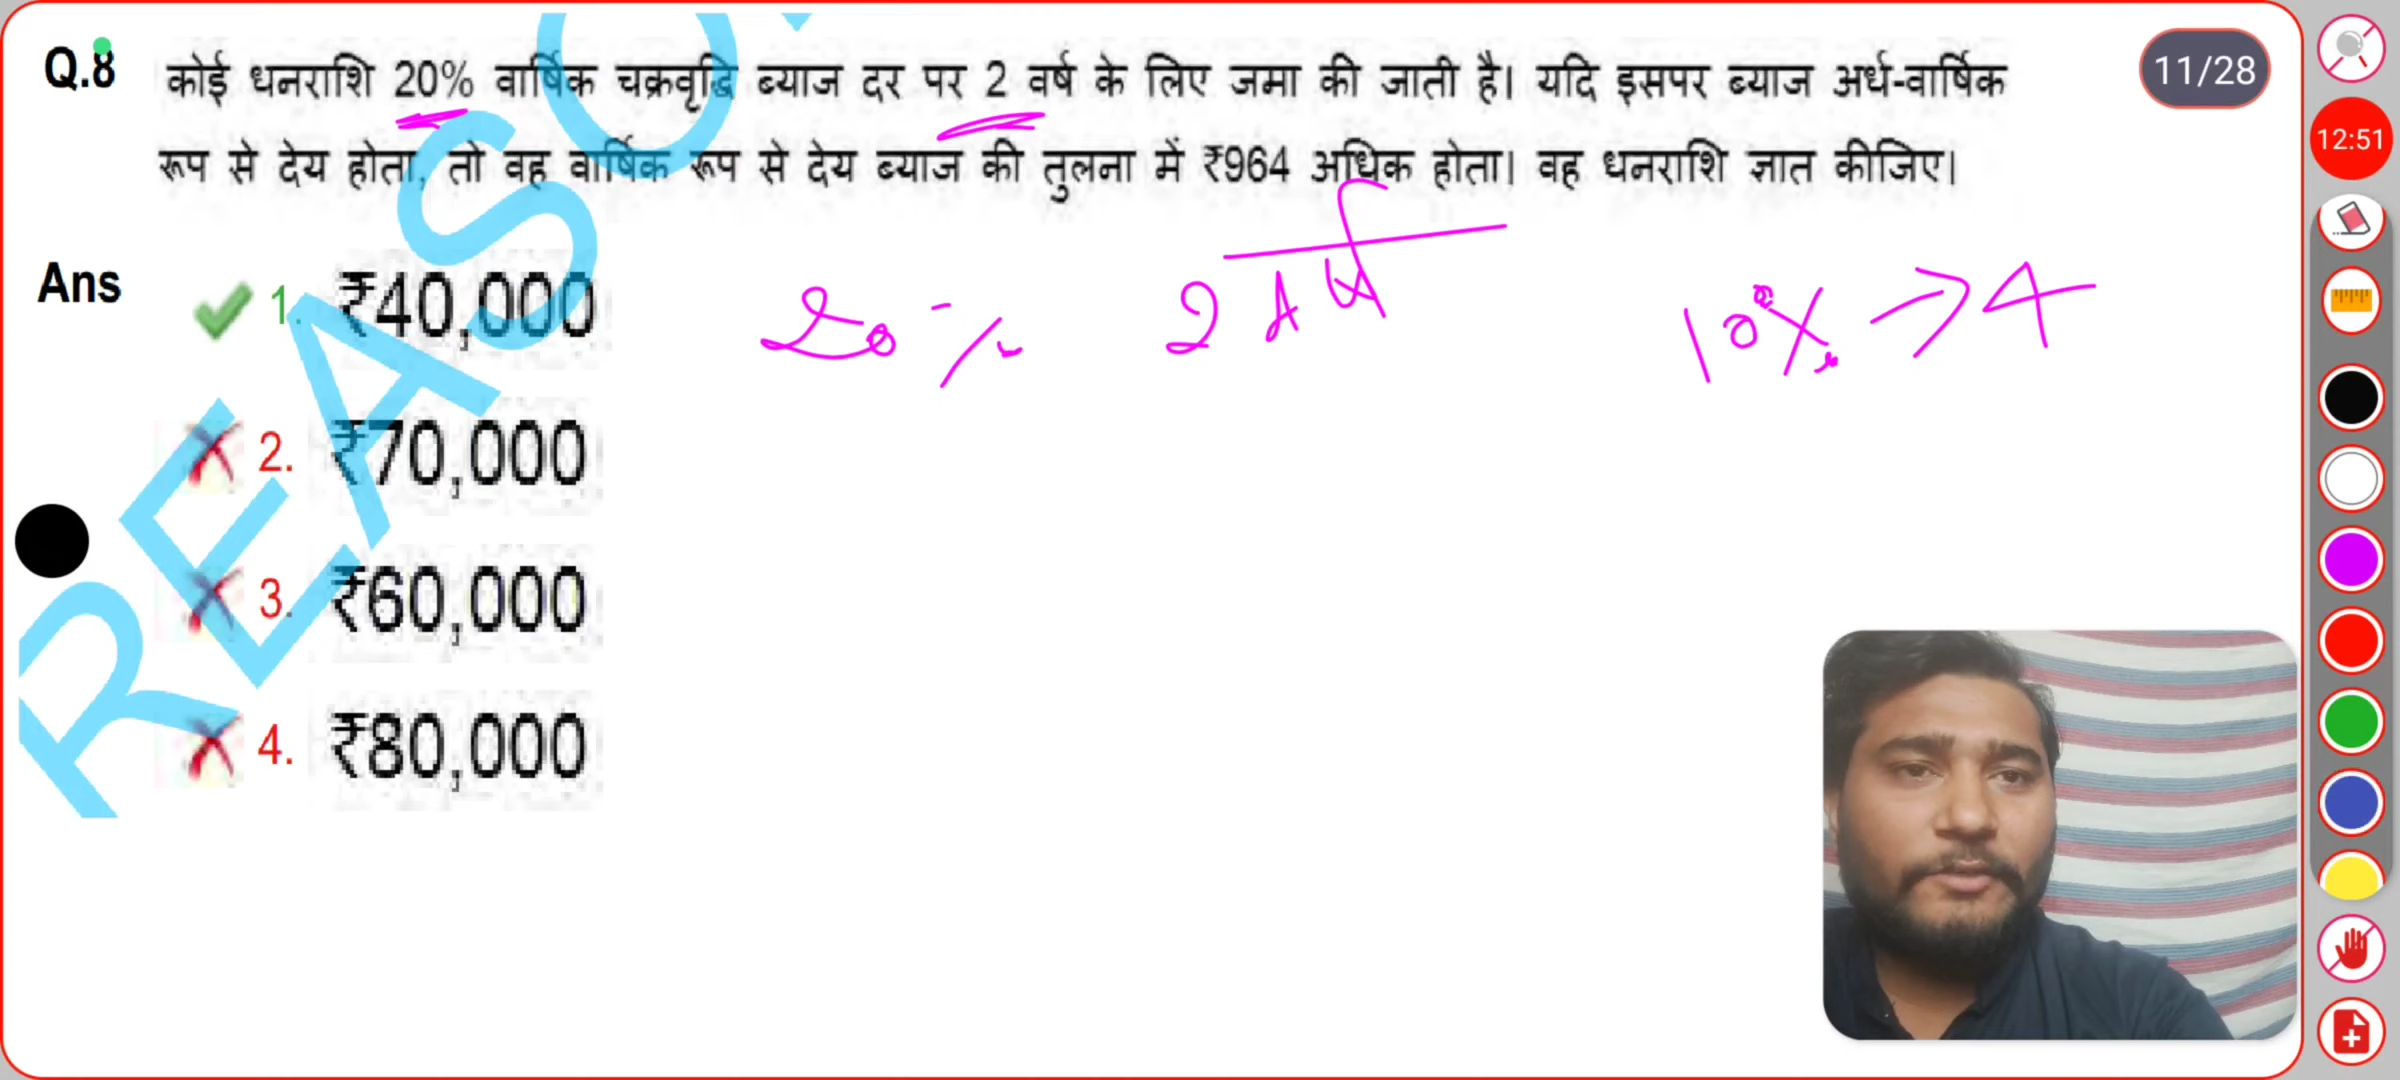 Q.8 कोई धनराशि 20% वार्षिक चक्रवृद्धि ब्याज दर पर 2 वर्ष के लिए जमा की जाती है। यदि इसपर ब्याज अर्ध-वार्षिक
रूप से देय होता, तो वह वार्षिक रूप से देय ब्याज की तुलना में ₹964 अधिक होता। वह धनराशि ज्ञात कीजिए।
11/28
12:51
Ans 1. ₹40,000
2. ₹70,000
3. ₹60,000
4. ₹80,000
20%
2 वर्ष
10% → 4
REASO